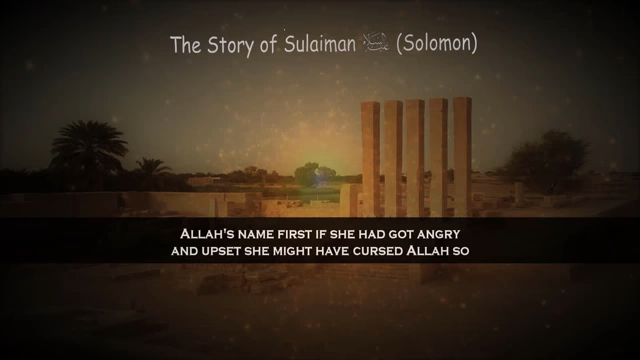 The Story of Sulaiman (Solomon)
ALLAH'S NAME FIRST IF SHE HAD GOT ANGRY
AND UPSET SHE MIGHT HAVE CURSED ALLAH SO